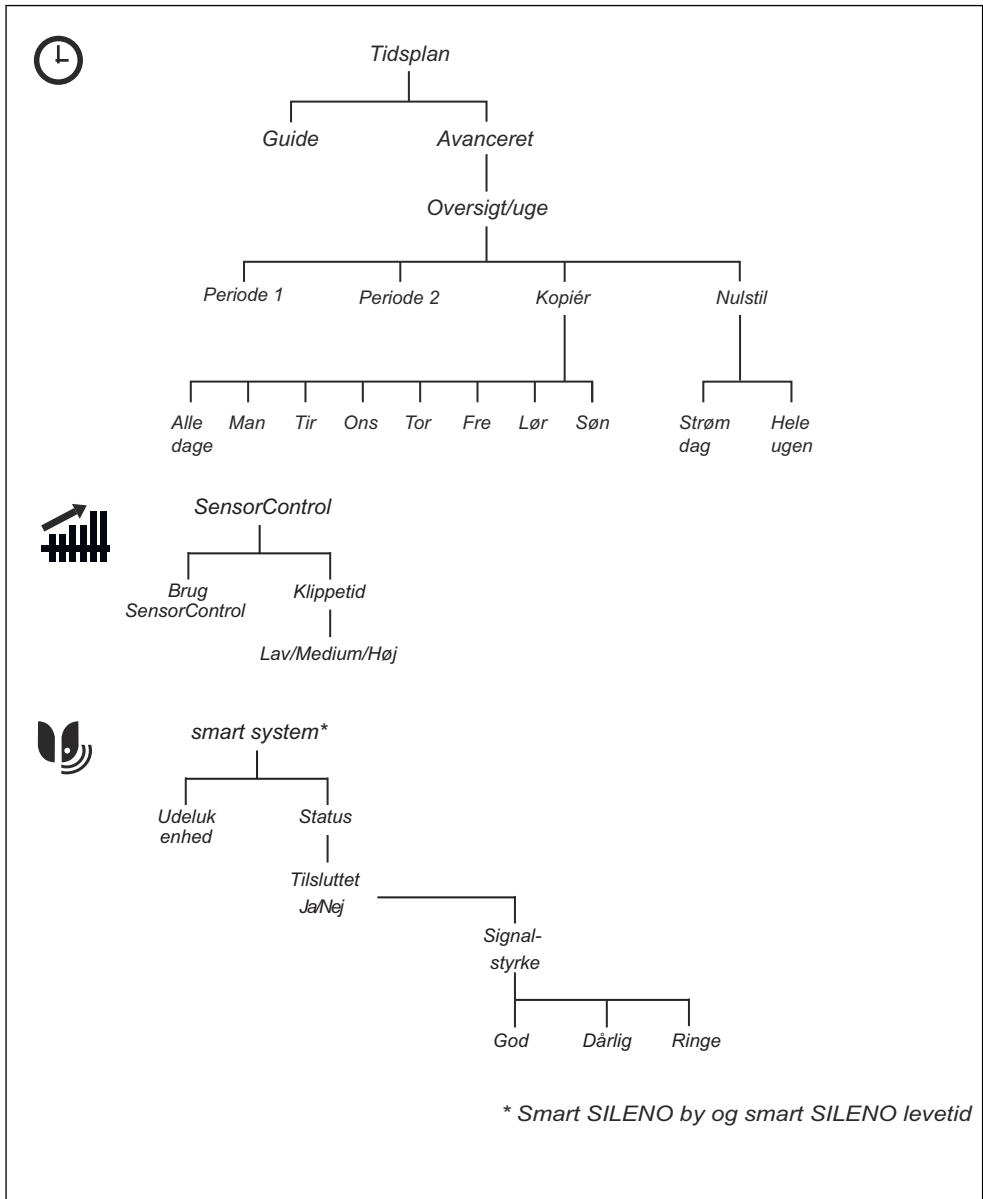 Tidsplan
Guide
Avanceret
Oversigt/uge
Periode 1
Periode 2
Kopiér
Nulstil
Alle
dage
Man
Tir
Ons
Tor
Fre
Lør
Søn
Strøm
dag
Hele
ugen
SensorControl
Brug
SensorControl
Klippetid
Lav/Medium/Høj
smart system*
Udeluk
enhed
Status
Tilsluttet
Ja/Nej
Signal-
styrke
God
Dårlig
Ringe
* Smart SILENO by og smart SILENO levetid